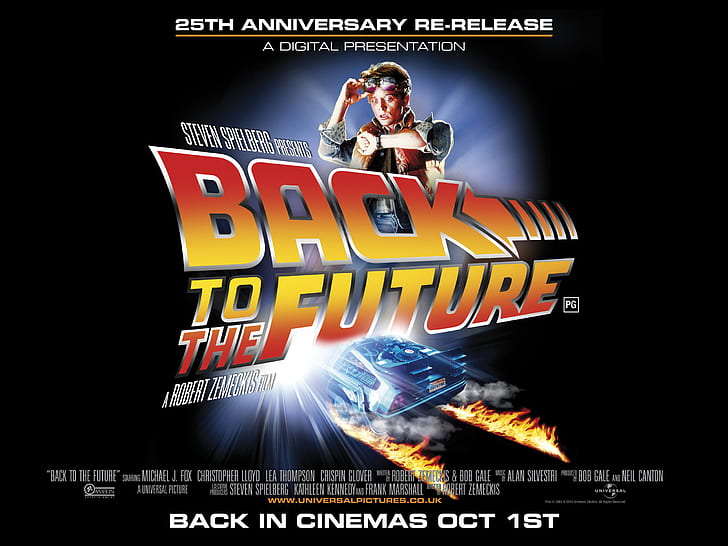 25TH ANNIVERSARY RE-RELEASE
A DIGITAL PRESENTATION
STEVEN SPIELBERG PRESENTS
BACK
TO
THE FUTURE
PG
A ROBERT ZEMECKIS FILM
"BACK TO THE FUTURE" STARRING MICHAEL J. FOX CHRISTOPHER LLOYD LEA THOMPSON CRISPIN GLOVER WRITTEN BY ROBERT ZEMECKIS & BOB GALE MUSIC BY ALAN SILVESTRI PRODUCED BY BOB GALE AND NEIL CANTON
A UNIVERSAL PICTURE EXECUTIVE PRODUCERS STEVEN SPIELBERG KATHLEEN KENNEDY AND FRANK MARSHALL DIRECTED BY ROBERT ZEMECKIS
UNIVERSAL
WWW.UNIVERSALPICTURES.CO.UK
BACK IN CINEMAS OCT 1ST